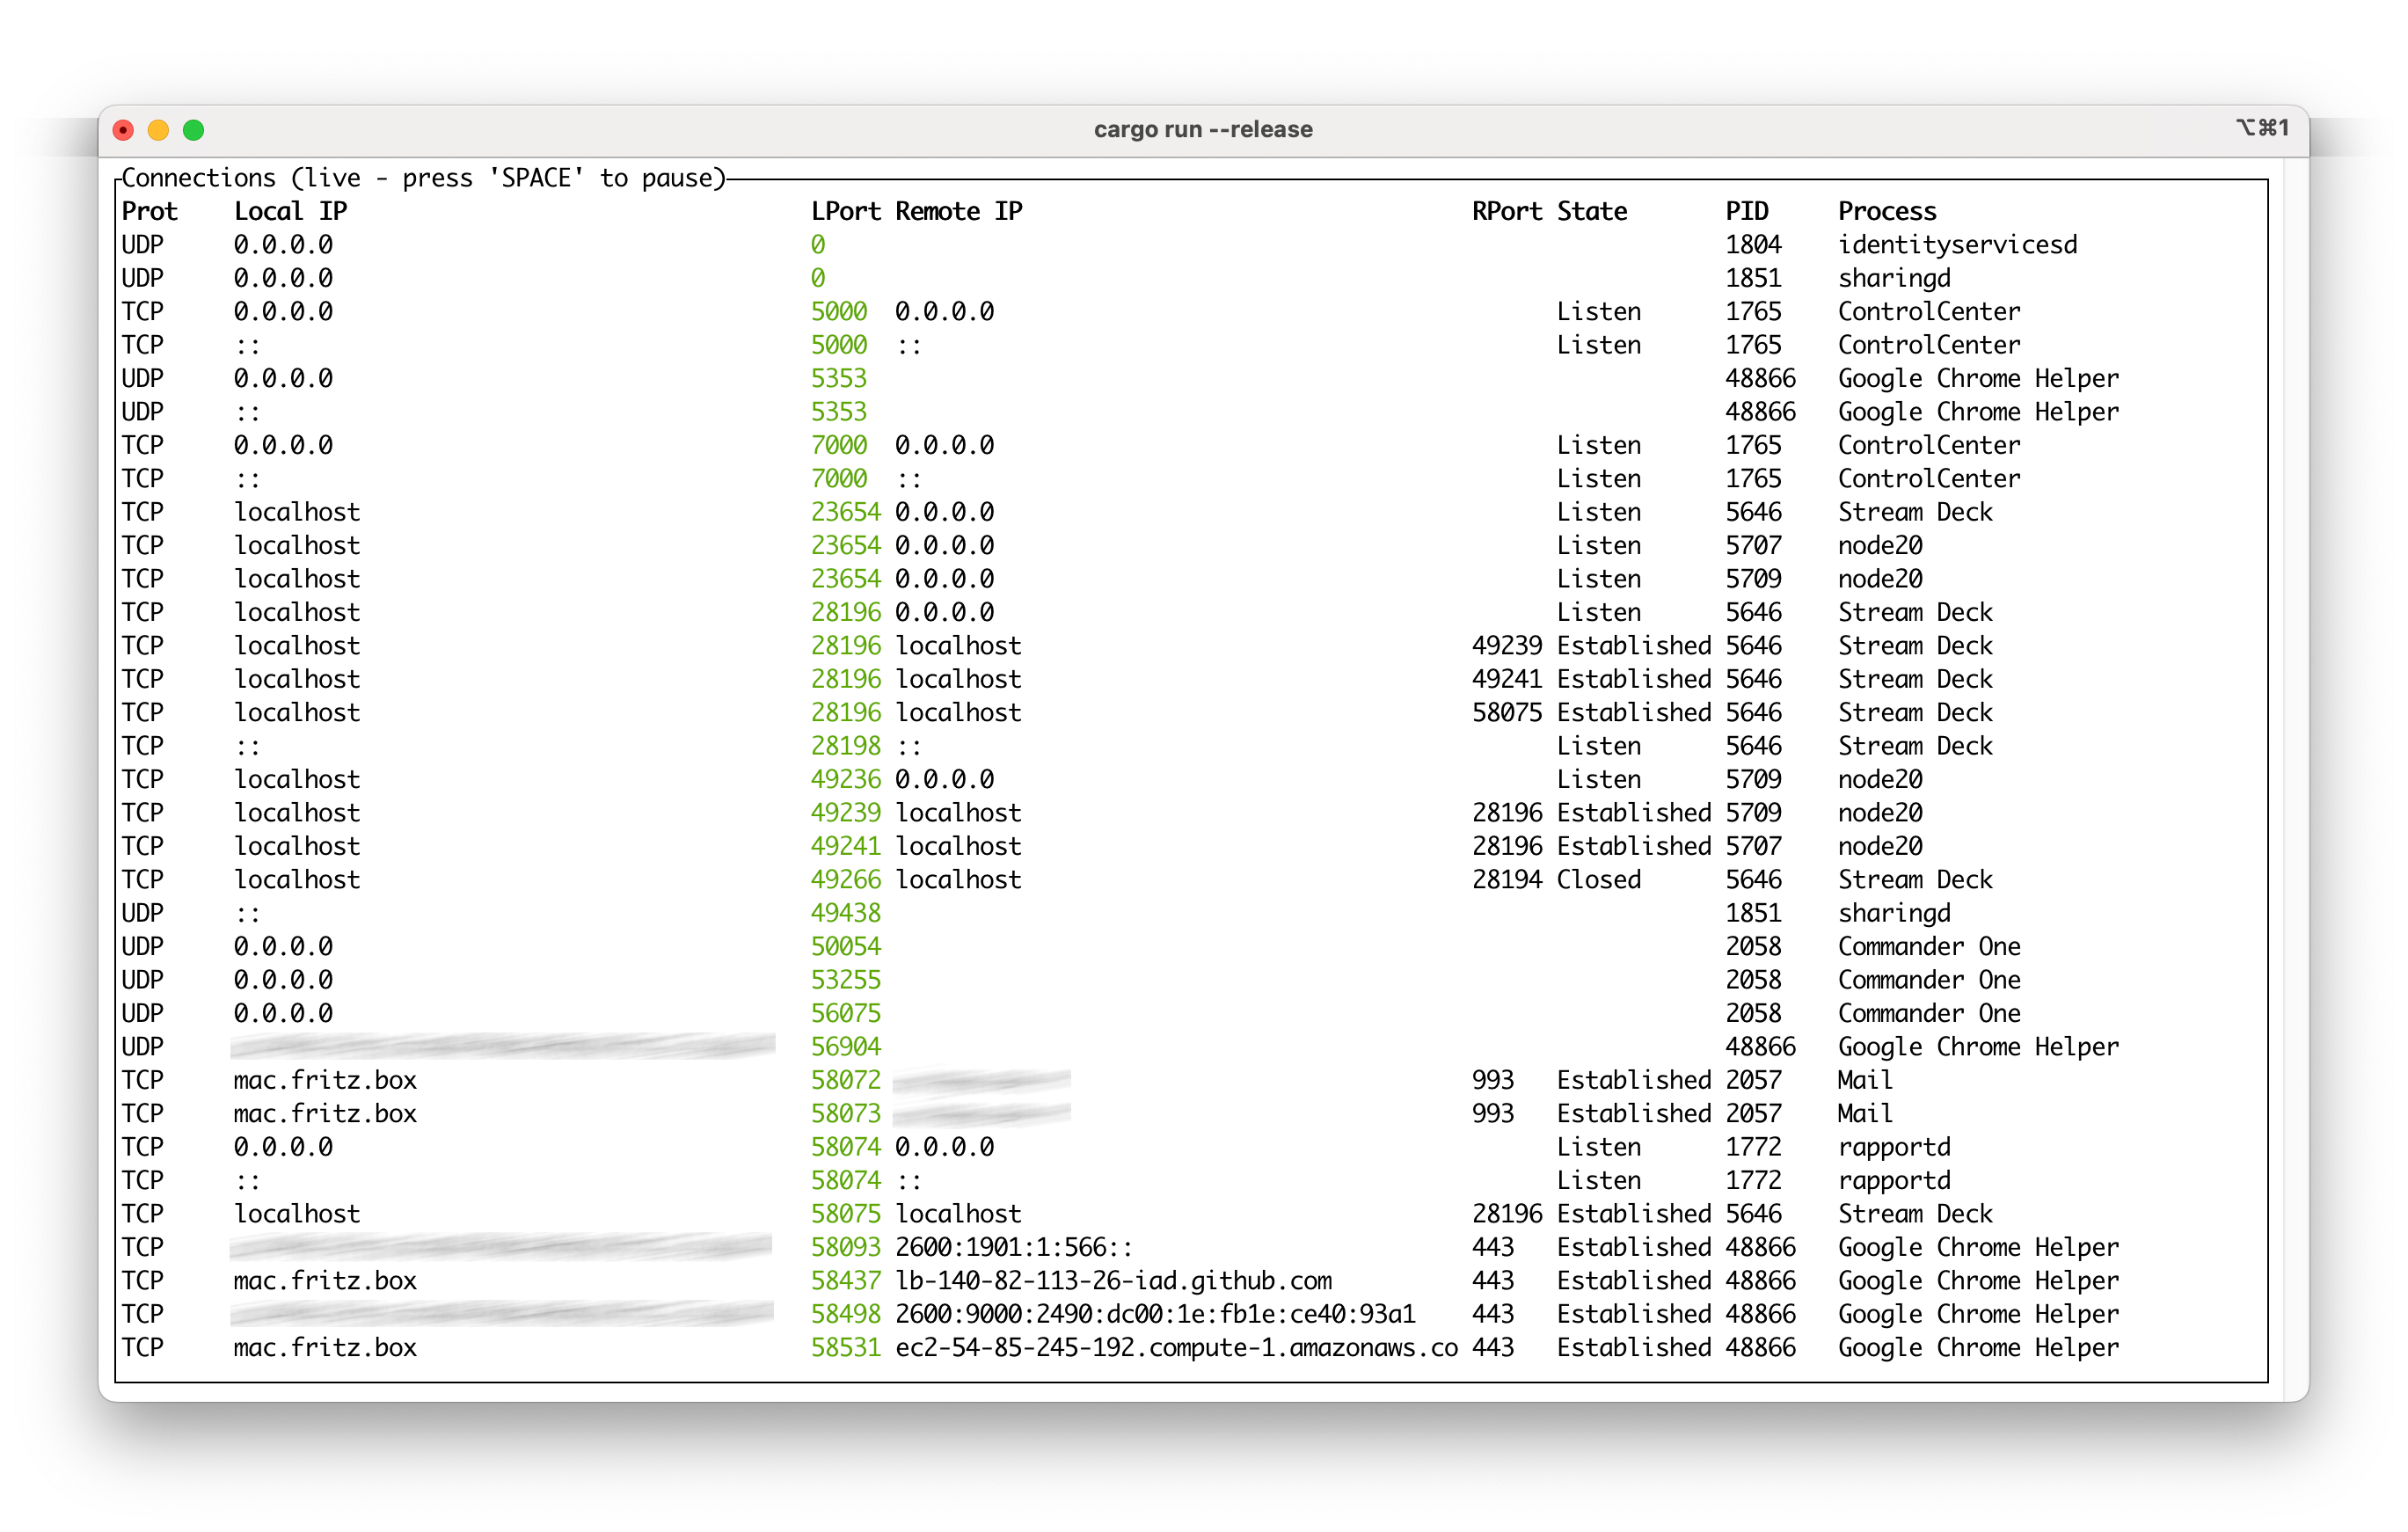 cargo run --release ⌥⌘1
Connections (live - press 'SPACE' to pause)
Prot Local IP LPort Remote IP RPort State PID Process
UDP 0.0.0.0 0 1804 identityservicesd
UDP 0.0.0.0 0 1851 sharingd
TCP 0.0.0.0 5000 0.0.0.0 Listen 1765 ControlCenter
TCP :: 5000 :: Listen 1765 ControlCenter
UDP 0.0.0.0 5353 48866 Google Chrome Helper
UDP :: 5353 48866 Google Chrome Helper
TCP 0.0.0.0 7000 0.0.0.0 Listen 1765 ControlCenter
TCP :: 7000 :: Listen 1765 ControlCenter
TCP localhost 23654 0.0.0.0 Listen 5646 Stream Deck
TCP localhost 23654 0.0.0.0 Listen 5707 node20
TCP localhost 23654 0.0.0.0 Listen 5709 node20
TCP localhost 28196 0.0.0.0 Listen 5646 Stream Deck
TCP localhost 28196 localhost 49239 Established 5646 Stream Deck
TCP localhost 28196 localhost 49241 Established 5646 Stream Deck
TCP localhost 28196 localhost 58075 Established 5646 Stream Deck
TCP :: 28198 :: Listen 5646 Stream Deck
TCP localhost 49236 0.0.0.0 Listen 5709 node20
TCP localhost 49239 localhost 28196 Established 5709 node20
TCP localhost 49241 localhost 28196 Established 5707 node20
TCP localhost 49266 localhost 28194 Closed 5646 Stream Deck
UDP :: 49438 1851 sharingd
UDP 0.0.0.0 50054 2058 Commander One
UDP 0.0.0.0 53255 2058 Commander One
UDP 0.0.0.0 56075 2058 Commander One
UDP 56904 48866 Google Chrome Helper
TCP mac.fritz.box 58072 993 Established 2057 Mail
TCP mac.fritz.box 58073 993 Established 2057 Mail
TCP 0.0.0.0 58074 0.0.0.0 Listen 1772 rapportd
TCP :: 58074 :: Listen 1772 rapportd
TCP localhost 58075 localhost 28196 Established 5646 Stream Deck
TCP 58093 2600:1901:1:566:: 443 Established 48866 Google Chrome Helper
TCP mac.fritz.box 58437 lb-140-82-113-26-iad.github.com 443 Established 48866 Google Chrome Helper
TCP 58498 2600:9000:2490:dc00:1e:fb1e:ce40:93a1 443 Established 48866 Google Chrome Helper
TCP mac.fritz.box 58531 ec2-54-85-245-192.compute-1.amazonaws.co 443 Established 48866 Google Chrome Helper